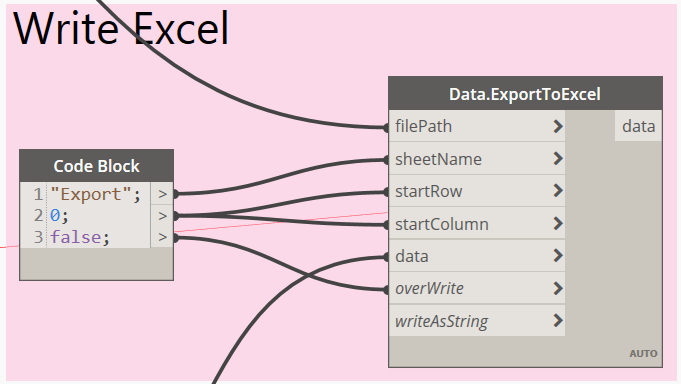 Write Excel
Data.ExportToExcel
filePath > data
sheetName >
startRow >
startColumn >
data >
overWrite >
writeAsString >
AUTO
Code Block
1 "Export"; >
2 0; >
3 false; >